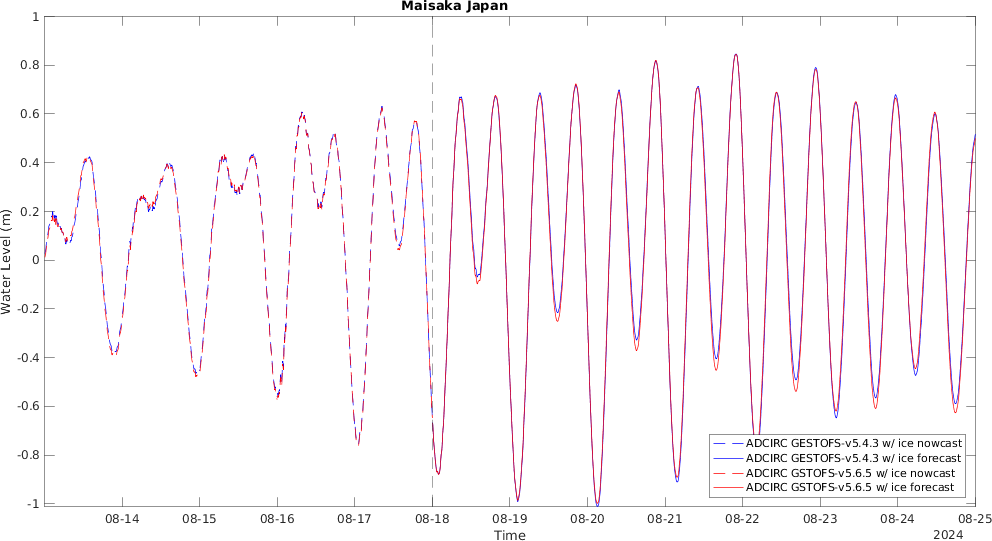 Maisaka Japan
1
0.8
0.6
0.4
0.2
0
-0.2
-0.4
-0.6
-0.8
-1
Water Level (m)
08-14 08-15 08-16 08-17 08-18 08-19 08-20 08-21 08-22 08-23 08-24 08-25
Time
2024
ADCIRC GESTOFS-v5.4.3 w/ ice nowcast
ADCIRC GESTOFS-v5.4.3 w/ ice forecast
ADCIRC GSTOFS-v5.6.5 w/ ice nowcast
ADCIRC GSTOFS-v5.6.5 w/ ice forecast